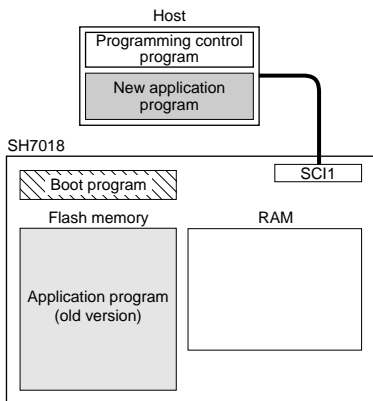 Host
Programming control
program
New application
program
SH7018
SCI1
Boot program
Flash memory
RAM
Application program
(old version)